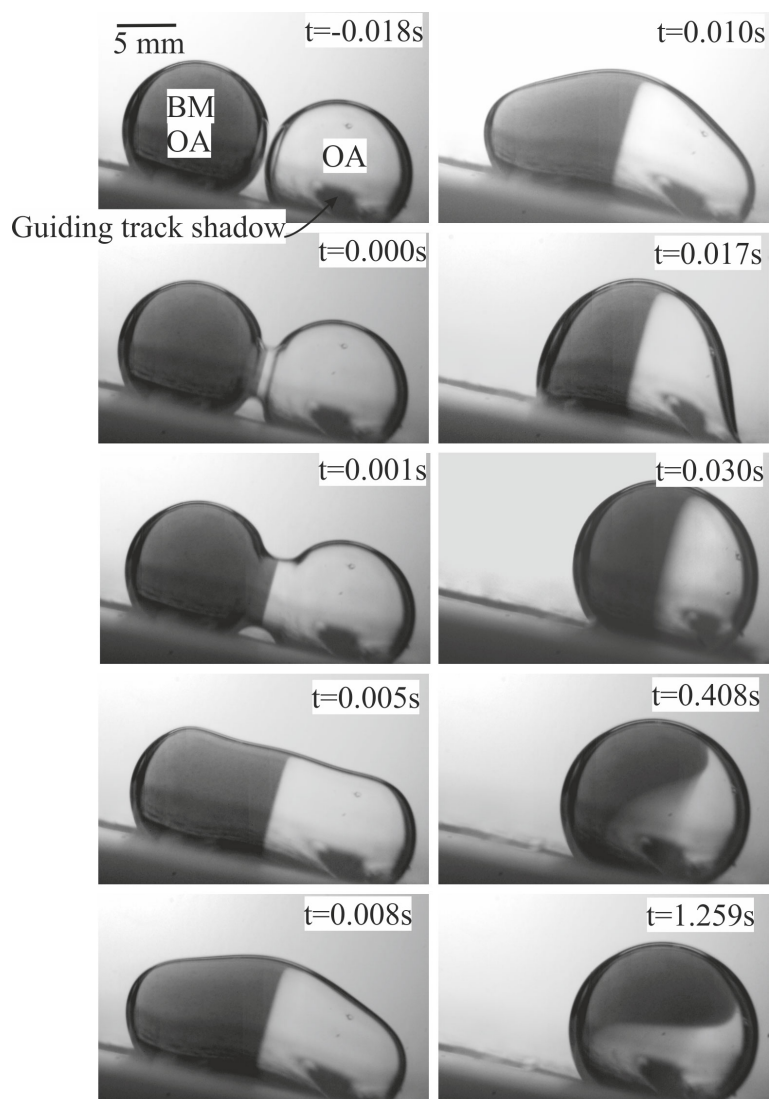 5 mm
t=-0.018s
BM
OA
OA
Guiding track shadow
t=0.000s
t=0.001s
t=0.005s
t=0.008s
t=0.010s
t=0.017s
t=0.030s
t=0.408s
t=1.259s